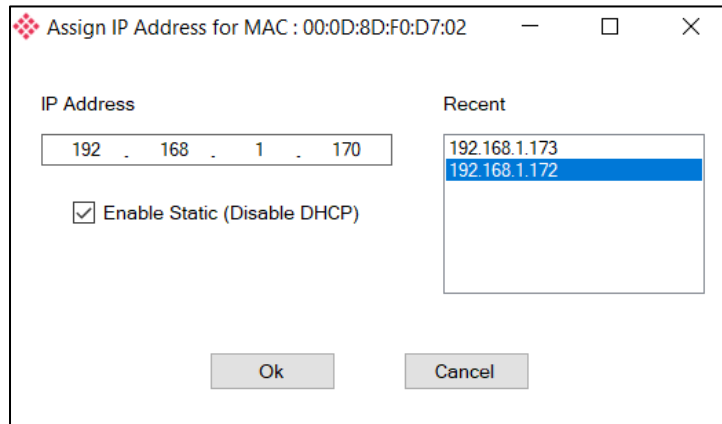 Assign IP Address for MAC : 00:0D:8D:F0:D7:02
IP Address
192 . 168 . 1 . 170
Enable Static (Disable DHCP)
Recent
192.168.1.173
192.168.1.172
Ok
Cancel